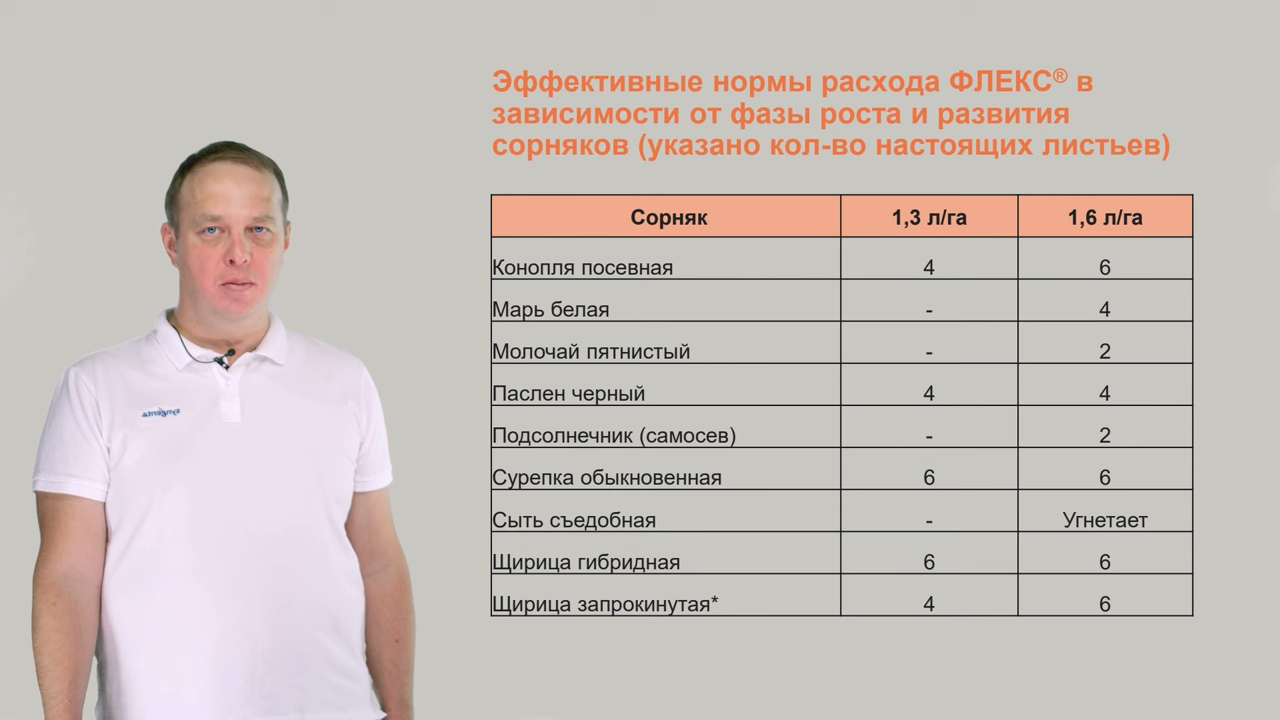 Эффективные нормы расхода ФЛЕКС® в
зависимости от фазы роста и развития
сорняков (указано кол-во настоящих листьев)
Сорняк 1,3 л/га 1,6 л/га
Конопля посевная 4 6
Марь белая - 4
Молочай пятнистый - 2
Паслен черный 4 4
Подсолнечник (самосев) - 2
Сурепка обыкновенная 6 6
Сыть съедобная - Угнетает
Щирица гибридная 6 6
Щирица запрокинутая* 4 6